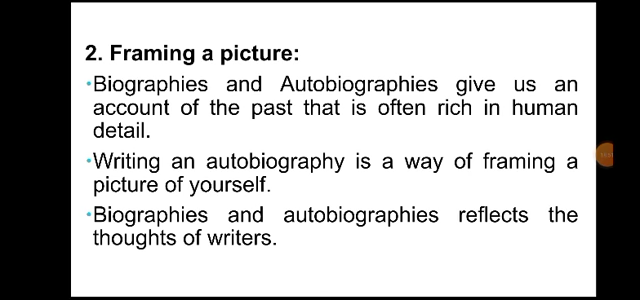 2. Framing a picture:
•Biographies and Autobiographies give us an
account of the past that is often rich in human
detail.
•Writing an autobiography is a way of framing a
picture of yourself.
•Biographies and autobiographies reflects the
thoughts of writers.